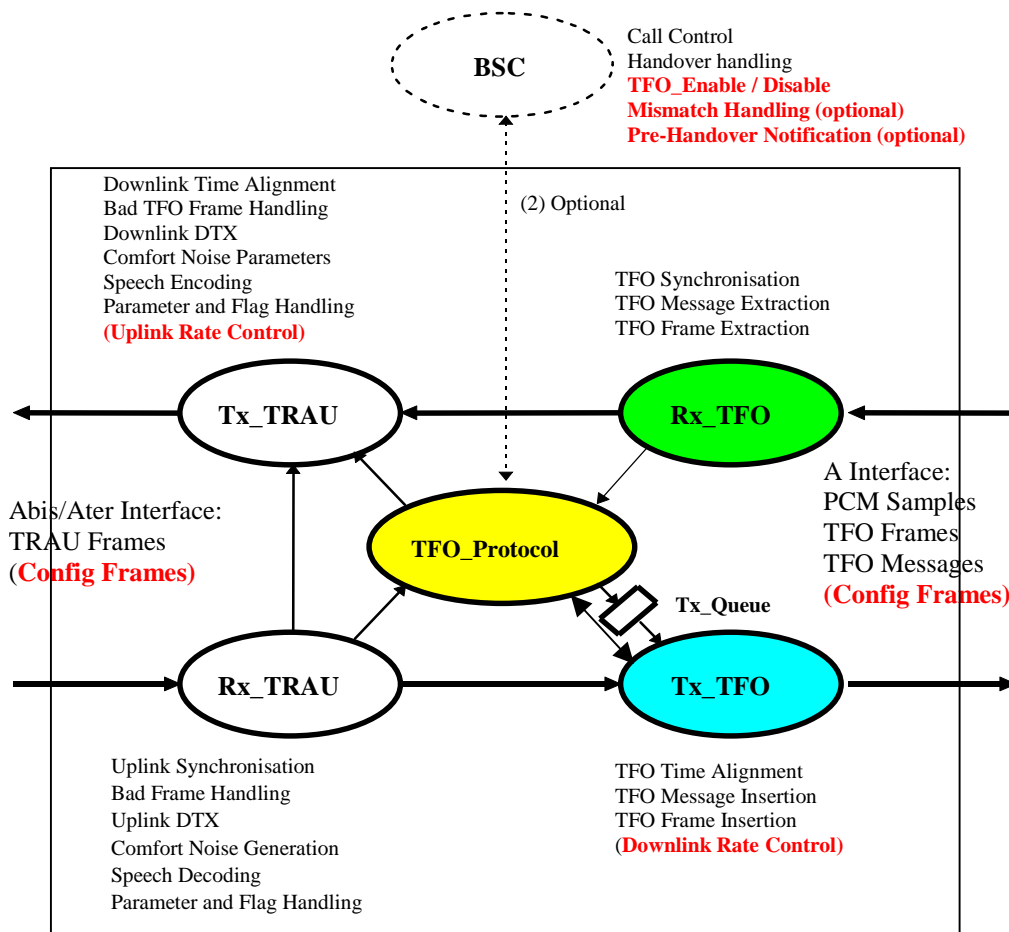 BSC
Call Control
Handover handling
TFO_Enable / Disable
Mismatch Handling (optional)
Pre-Handover Notification (optional)
Downlink Time Alignment
Bad TFO Frame Handling
Downlink DTX
Comfort Noise Parameters
Speech Encoding
Parameter and Flag Handling
(Uplink Rate Control)
(2) Optional
TFO Synchronisation
TFO Message Extraction
TFO Frame Extraction
Tx_TRAU
Rx_TFO
Abis/Ater Interface:
TRAU Frames
(Config Frames)
TFO_Protocol
A Interface:
PCM Samples
TFO Frames
TFO Messages
(Config Frames)
Tx_Queue
Rx_TRAU
Tx_TFO
Uplink Synchronisation
Bad Frame Handling
Uplink DTX
Comfort Noise Generation
Speech Decoding
Parameter and Flag Handling
TFO Time Alignment
TFO Message Insertion
TFO Frame Insertion
(Downlink Rate Control)